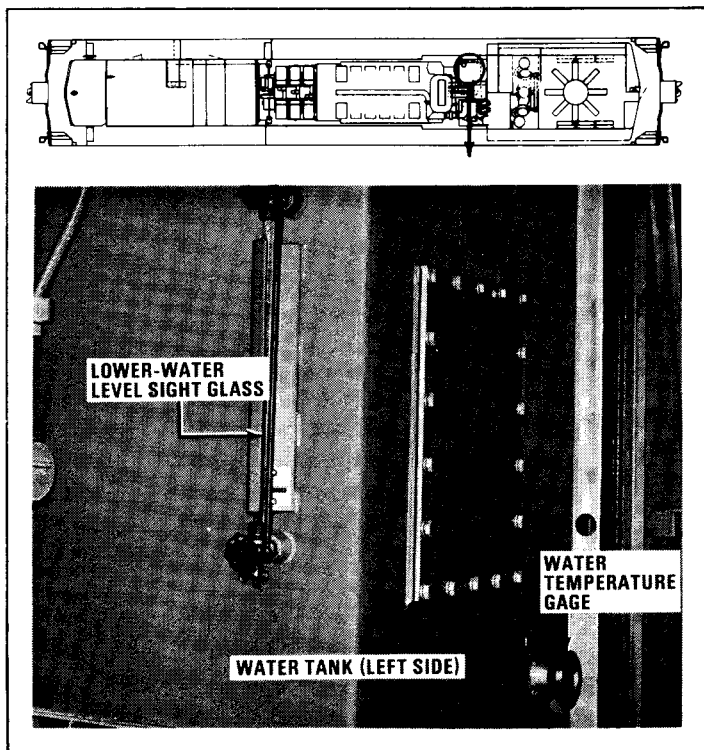 LOWER-WATER
LEVEL SIGHT GLASS
WATER
TEMPERATURE
GAGE
WATER TANK (LEFT SIDE)